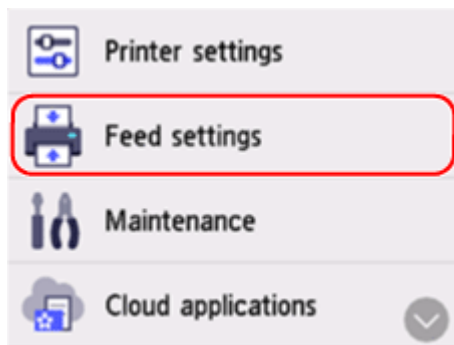 Printer settings
Feed settings
Maintenance
Cloud applications